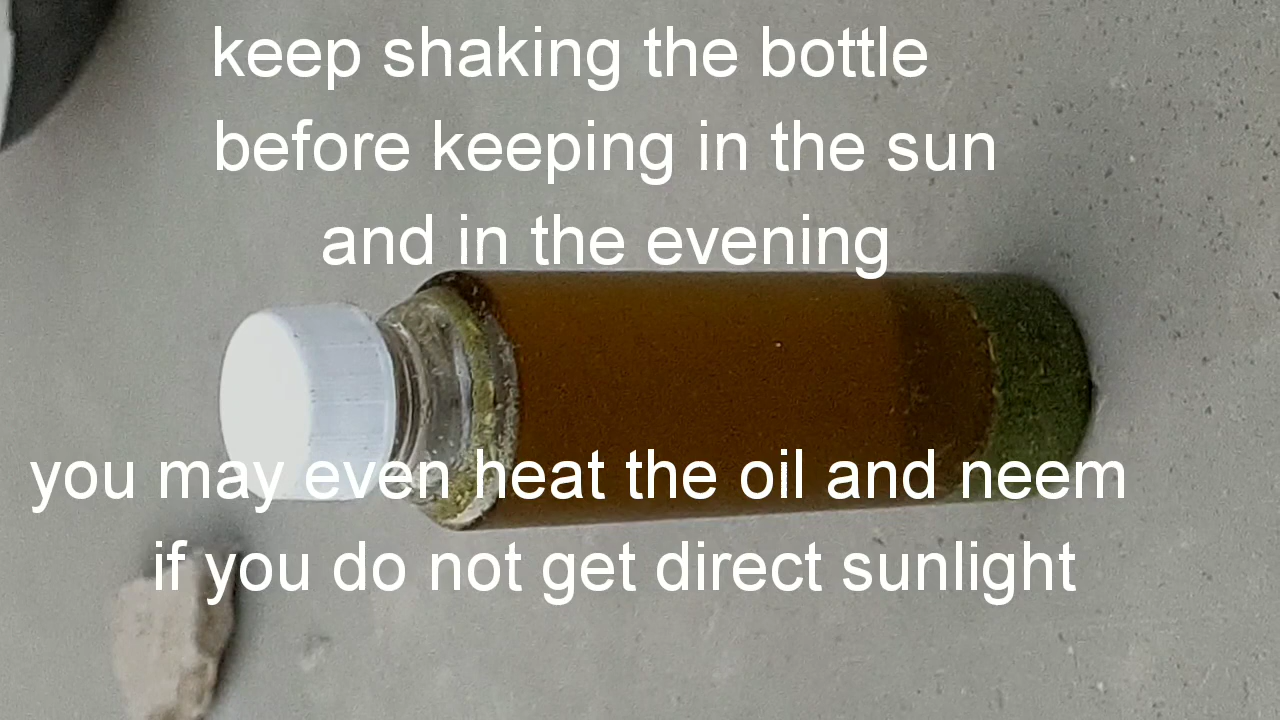 keep shaking the bottle
before keeping in the sun
and in the evening
you may even heat the oil and neem
if you do not get direct sunlight